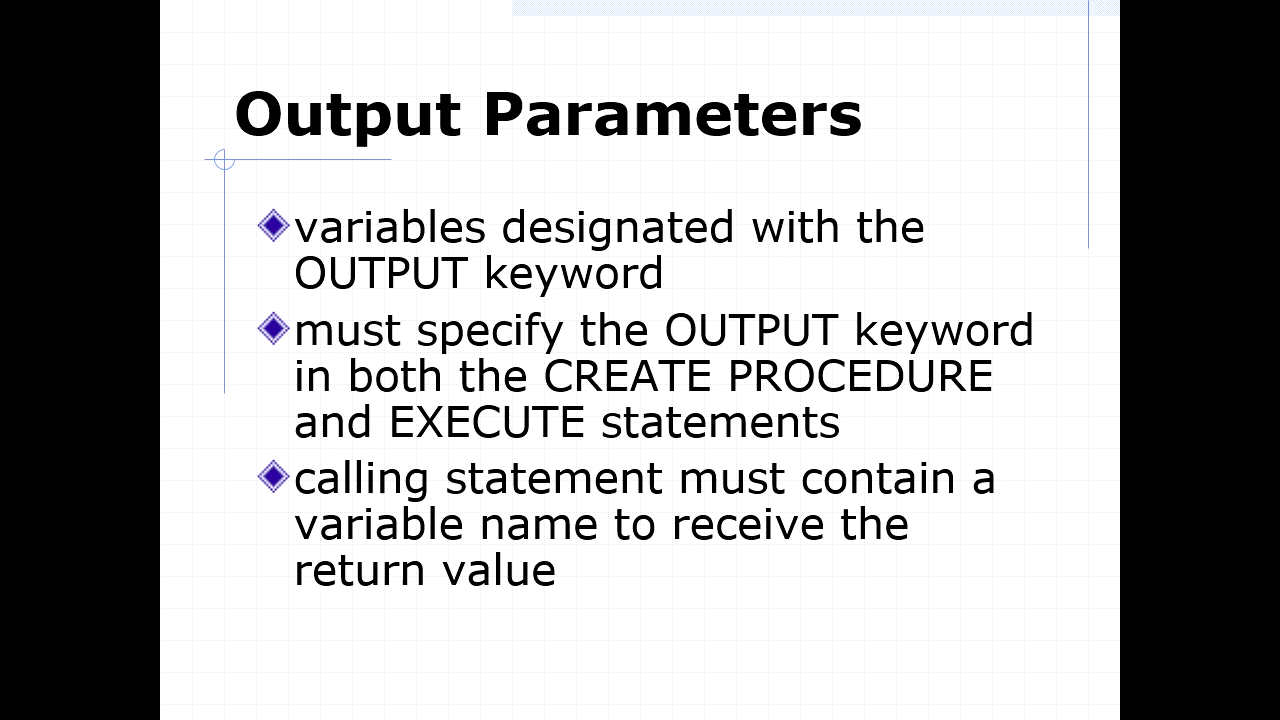 Output Parameters
variables designated with the
OUTPUT keyword
must specify the OUTPUT keyword
in both the CREATE PROCEDURE
and EXECUTE statements
calling statement must contain a
variable name to receive the
return value